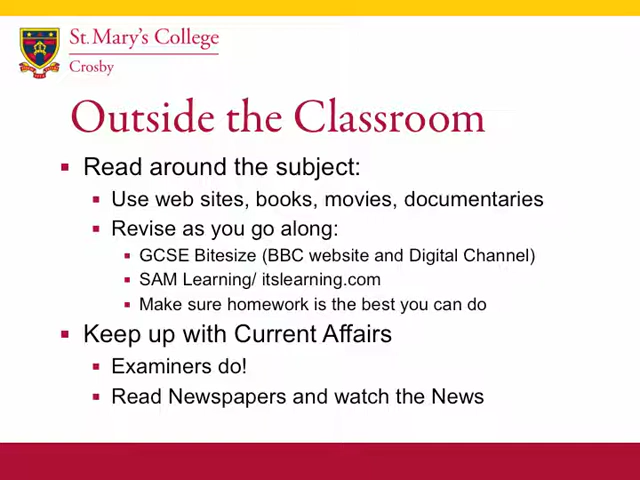 St. Mary's College
Crosby
Outside the Classroom
Read around the subject:
Use web sites, books, movies, documentaries
Revise as you go along:
GCSE Bitesize (BBC website and Digital Channel)
SAM Learning/ itslearning.com
Make sure homework is the best you can do
Keep up with Current Affairs
Examiners do!
Read Newspapers and watch the News